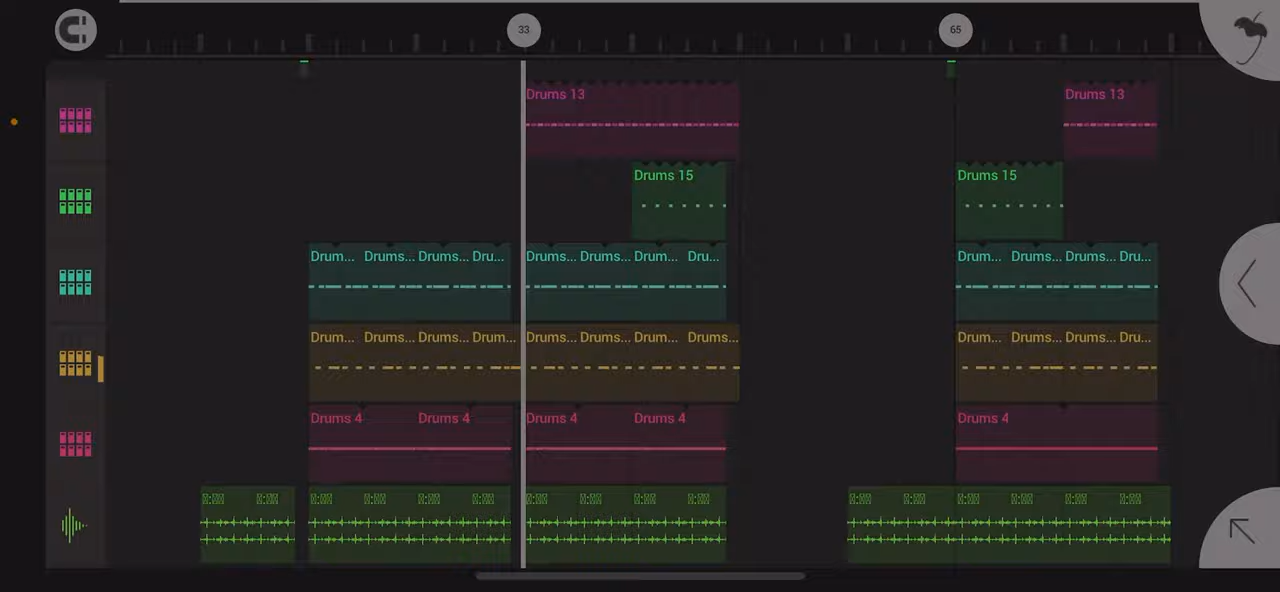 33 65
Drums 13 Drums 13
Drums 15 Drums 15
Drum... Drums... Drums... Dru... Drums... Drums... Drum... Dru... Drum... Drums... Drums... Dru...
Drum... Drums... Drums... Drum... Drums... Drums... Drum... Drums... Drum... Drums... Drums... Dru...
Drums 4 Drums 4 Drums 4 Drums 4 Drums 4